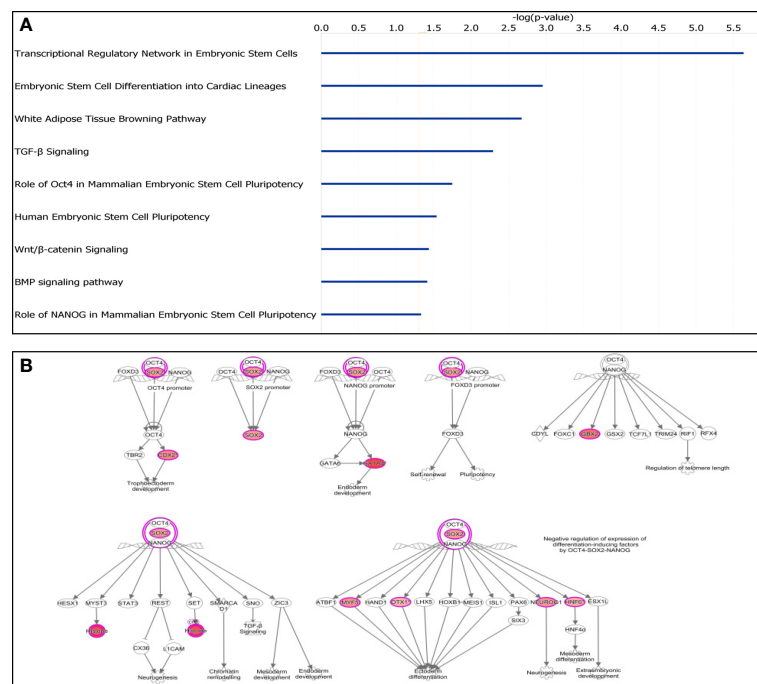 A
-log(p-value)
0.0 0.5 1.0 1.5 2.0 2.5 3.0 3.5 4.0 4.5 5.0 5.5
Transcriptional Regulatory Network in Embryonic Stem Cells
Embryonic Stem Cell Differentiation into Cardiac Lineages
White Adipose Tissue Browning Pathway
TGF-β Signaling
Role of Oct4 in Mammalian Embryonic Stem Cell Pluripotency
Human Embryonic Stem Cell Pluripotency
Wnt/β-catenin Signaling
BMP signaling pathway
Role of NANOG in Mammalian Embryonic Stem Cell Pluripotency
B
OCT4 OCT4 OCT4 OCT4 OCT4
FOXD3 SOX2 NANOG OCT4 SOX2 NANOG FOXD3 SOX2 OCT4 SOX2 NANOG NANOG
OCT4 promoter SOX2 promoter NANOG promoter FOXD3 promoter
OCT4 SOX2 NANOG FOXD3 CDYL FOXC1 GBX2 GSX2 TCF7L1 TRIM24 RIF1 RFX4
TBR2 CDX2 GATA6
Trophoectoderm development
Endoderm development
Self-renewal Pluripotency
Regulation of telomere length
OCT4 OCT4
SOX2 SOX2
NANOG NANOG
Negative regulation of expression of
differentiation-inducing factors
by OCT4-SOX2-NANOG
HESX1 MYST3 STAT3 REST SET SMARCA D1 SNO ZIC3 ATBF1 MYF5 HAND1 OTX1 LHX5 HOXB1 MEIS1 ISL1 PAX6 NEUROG1 HNF6 ESX1L
TGF-β Signaling
SIX3
HNF4α
CX36 L1CAM
Mesoderm differentiation
Neurogenesis
Chromatin remodelling
Mesoderm development
Endoderm development
Ectoderm differentiation
Neurogenesis
Extraembryonic development